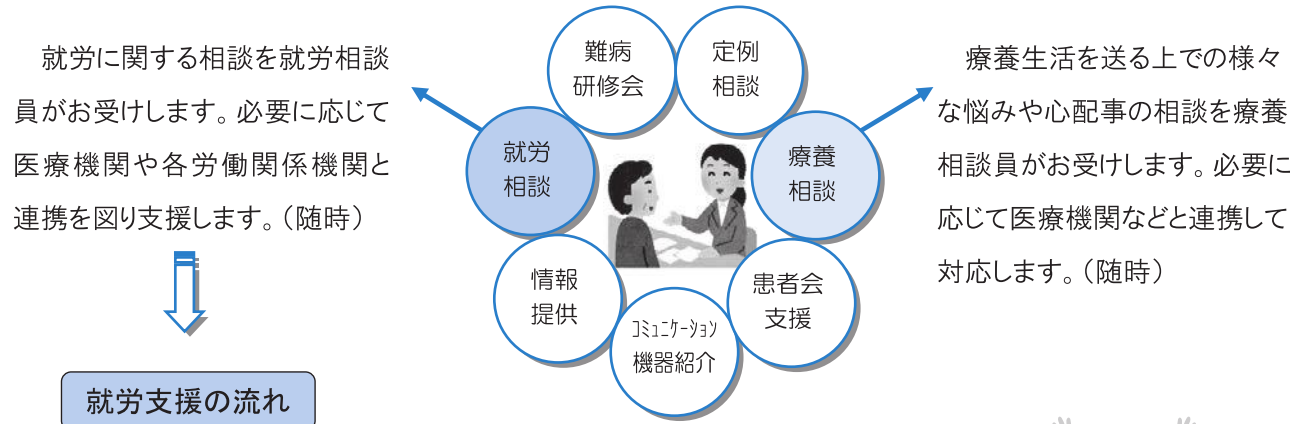 就労に関する相談を就労相談
員がお受けします。必要に応じて
医療機関や各労働関係機関と
連携を図り支援します。（随時）
就労支援の流れ
難病
研修会
定例
相談
就労
相談
療養
相談
情報
提供
患者会
支援
ｺﾐｭﾆｹｰｼｮﾝ
機器紹介
療養生活を送る上での様々
な悩みや心配事の相談を療養
相談員がお受けします。必要に
応じて医療機関などと連携して
対応します。（随時）